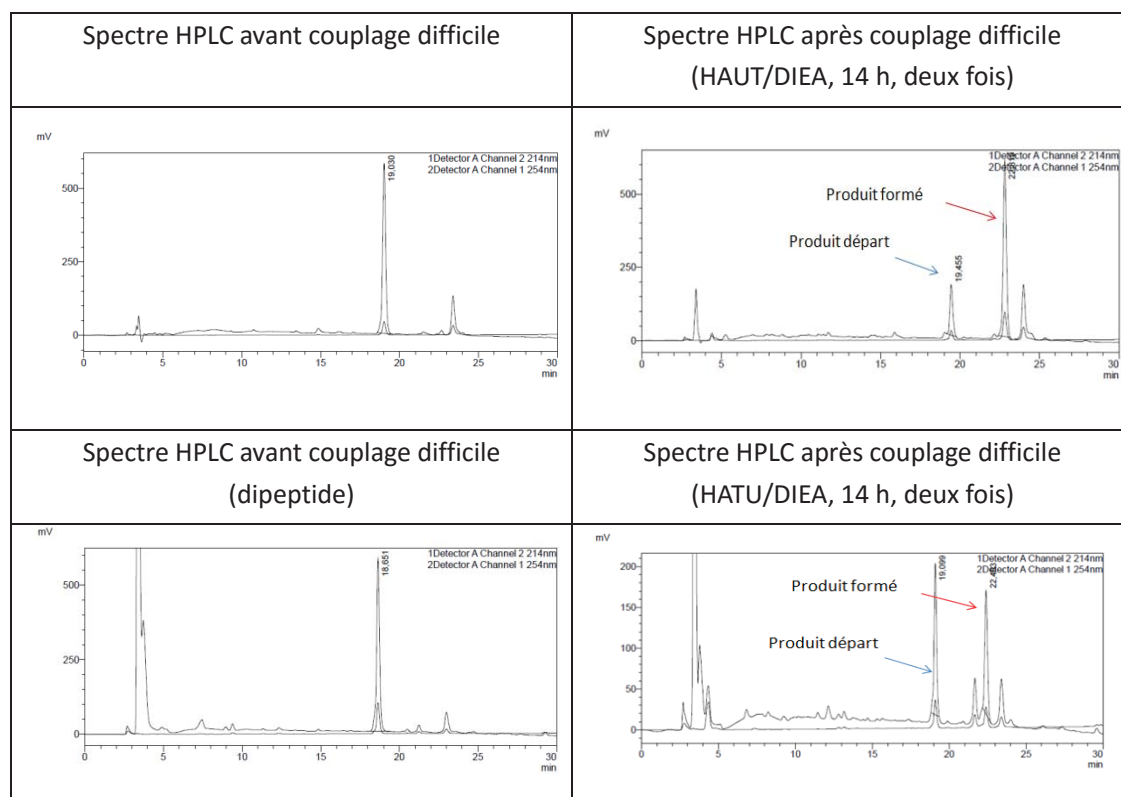 Spectre HPLC avant couplage difficile
Spectre HPLC après couplage difficile
(HAUT/DIEA, 14 h, deux fois)
mV
1Detector A Channel 2 214nm
2Detector A Channel 1 254nm
19,030
500
250
0
0 5 10 15 20 25 30
min
mV
1Detector A Channel 2 214nm
2Detector A Channel 1 254nm
Produit formé
Produit départ
19,455
500
250
0
0 5 10 15 20 25 30
min
Spectre HPLC avant couplage difficile
(dipeptide)
Spectre HPLC après couplage difficile
(HATU/DIEA, 14 h, deux fois)
mV
1Detector A Channel 2 214nm
2Detector A Channel 1 254nm
18,651
500
250
0
0 5 10 15 20 25 30
min
mV
1Detector A Channel 2 214nm
2Detector A Channel 1 254nm
19,099
Produit formé
Produit départ
200
150
100
50
0
0 5 10 15 20 25 30
min